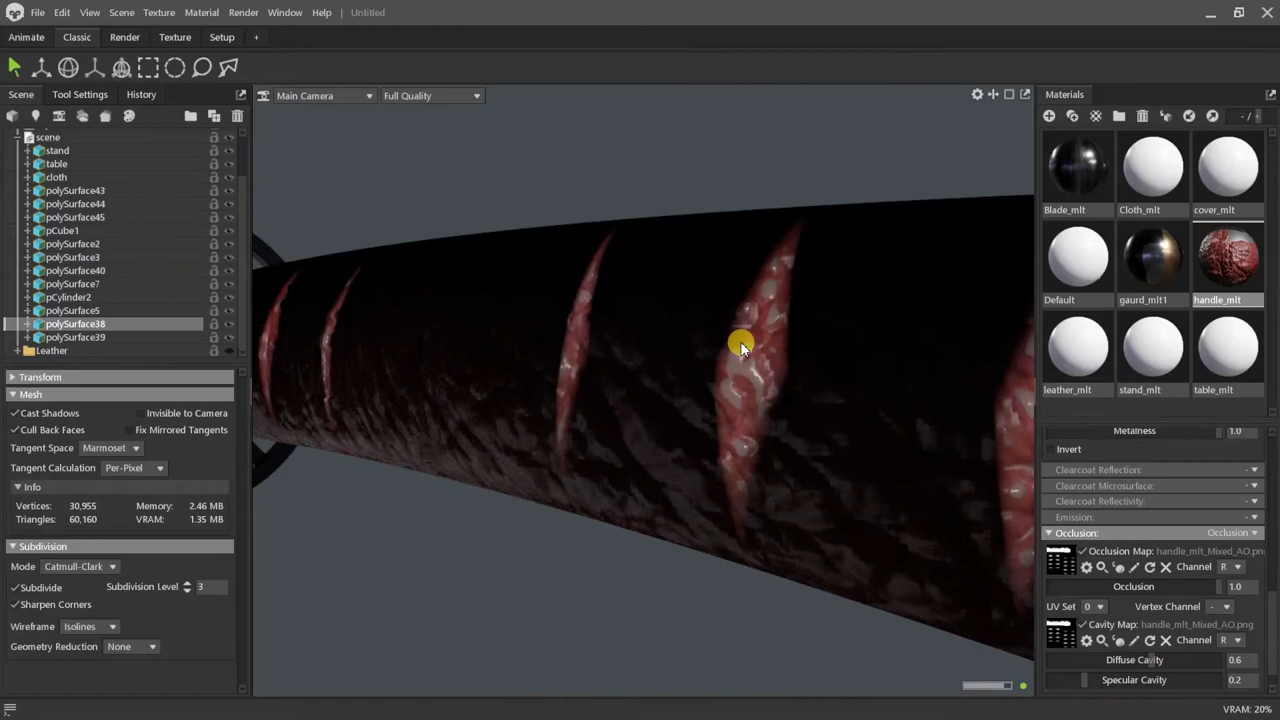 File Edit View Scene Texture Material Render Window Help Untitled
Animate Classic Render Texture Setup +
Scene Tool Settings History
Main Camera Full Quality
Materials
- /
scene
stand
table
cloth
polySurface43
polySurface44
polySurface45
pCube1
polySurface2
polySurface3
polySurface40
polySurface7
pCylinder2
polySurface5
polySurface38
polySurface39
Leather
Transform
Mesh
Cast Shadows Invisible to Camera
Cull Back Faces Fix Mirrored Tangents
Tangent Space Marmoset
Tangent Calculation Per-Pixel
Info
Vertices: 30,955 Memory: 2.46 MB
Triangles: 60,160 VRAM: 1.35 MB
Subdivision
Mode Catmull-Clark
Subdivide Subdivision Level 3
Sharpen Corners
Wireframe Isolines
Geometry Reduction None
Blade_mlt Cloth_mlt cover_mlt
Default gaurd_mlt1 handle_mlt
leather_mlt stand_mlt table_mlt
Metalness 1.0
Invert
Clearcoat Reflection: -
Clearcoat Microsurface: -
Clearcoat Reflectivity: -
Emission: -
Occlusion: Occlusion
Occlusion Map: handle_mlt_Mixed_AO.pn
Channel R
Occlusion 1.0
UV Set 0 Vertex Channel -
Cavity Map: handle_mlt_Mixed_AO.png
Channel R
Diffuse Cavity 0.6
Specular Cavity 0.2
VRAM: 20%